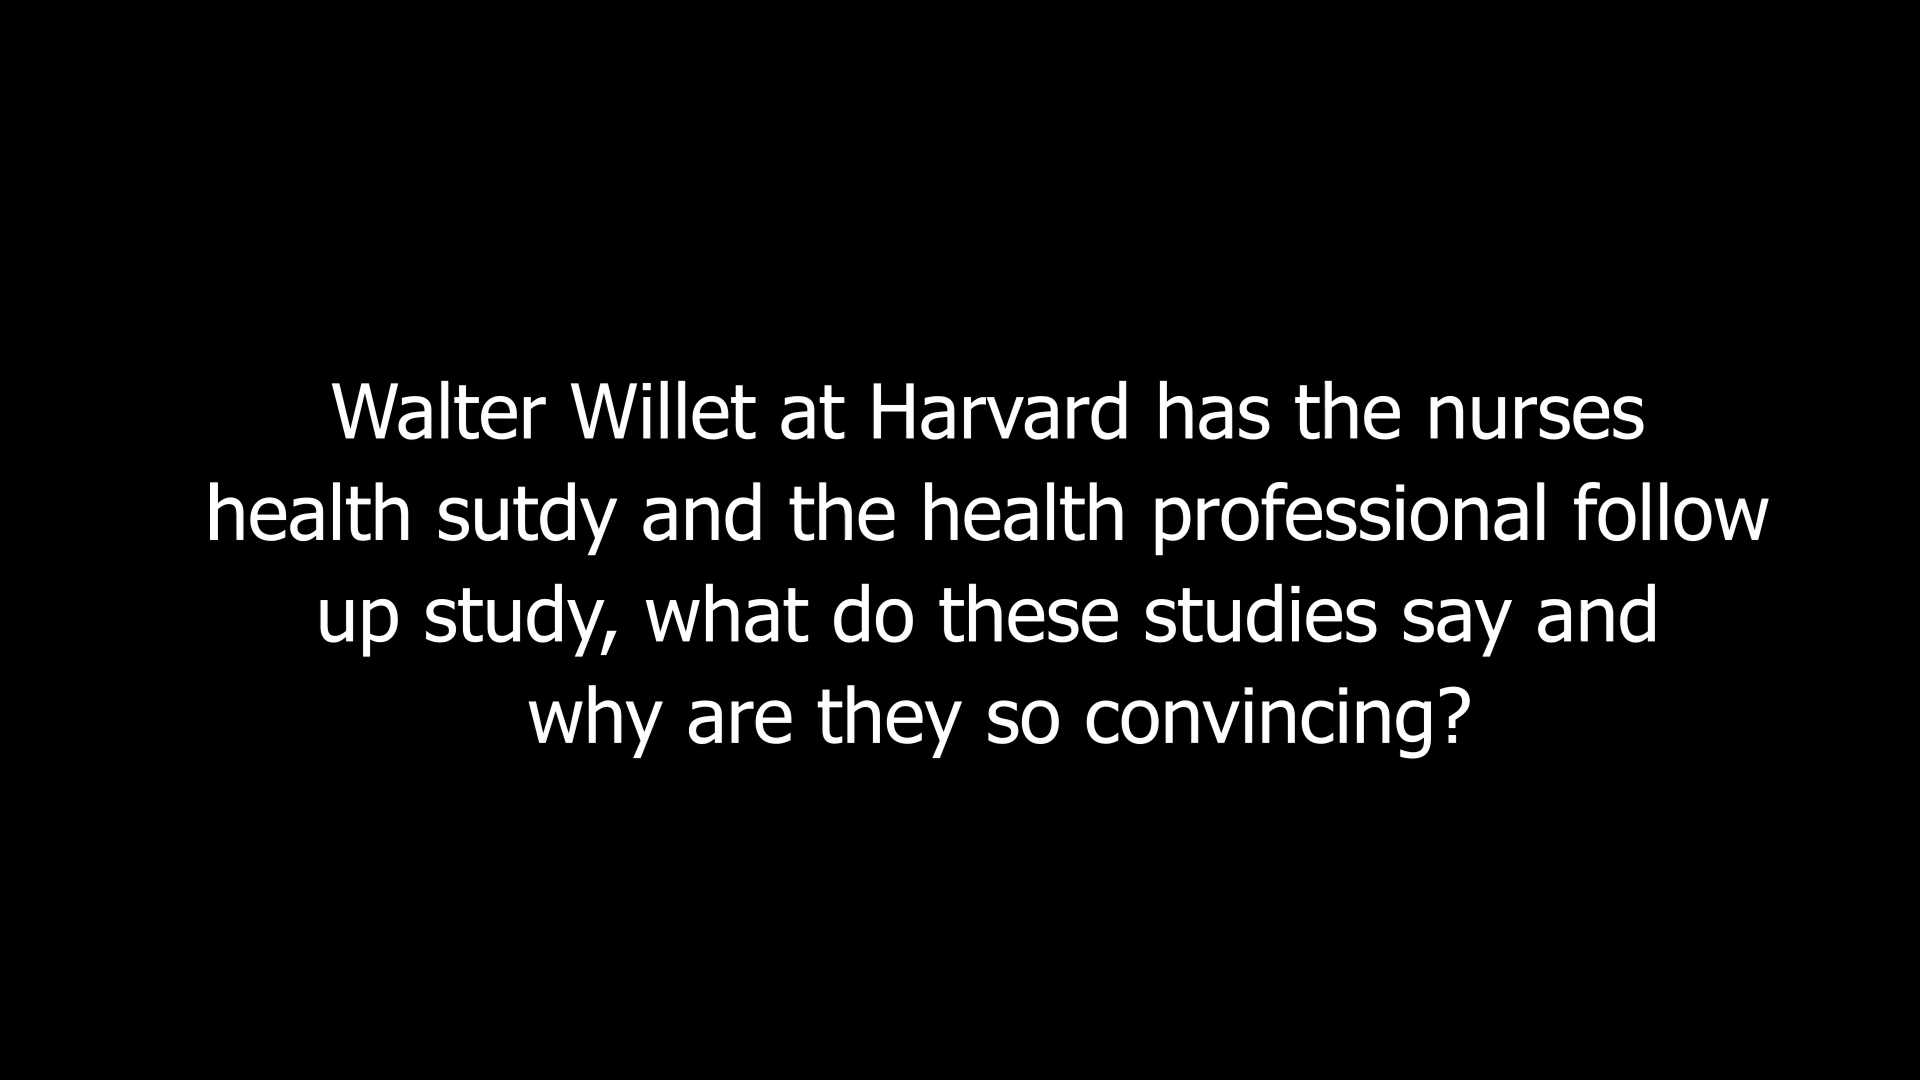 Walter Willet at Harvard has the nurses
health sutdy and the health professional follow
up study, what do these studies say and
why are they so convincing?